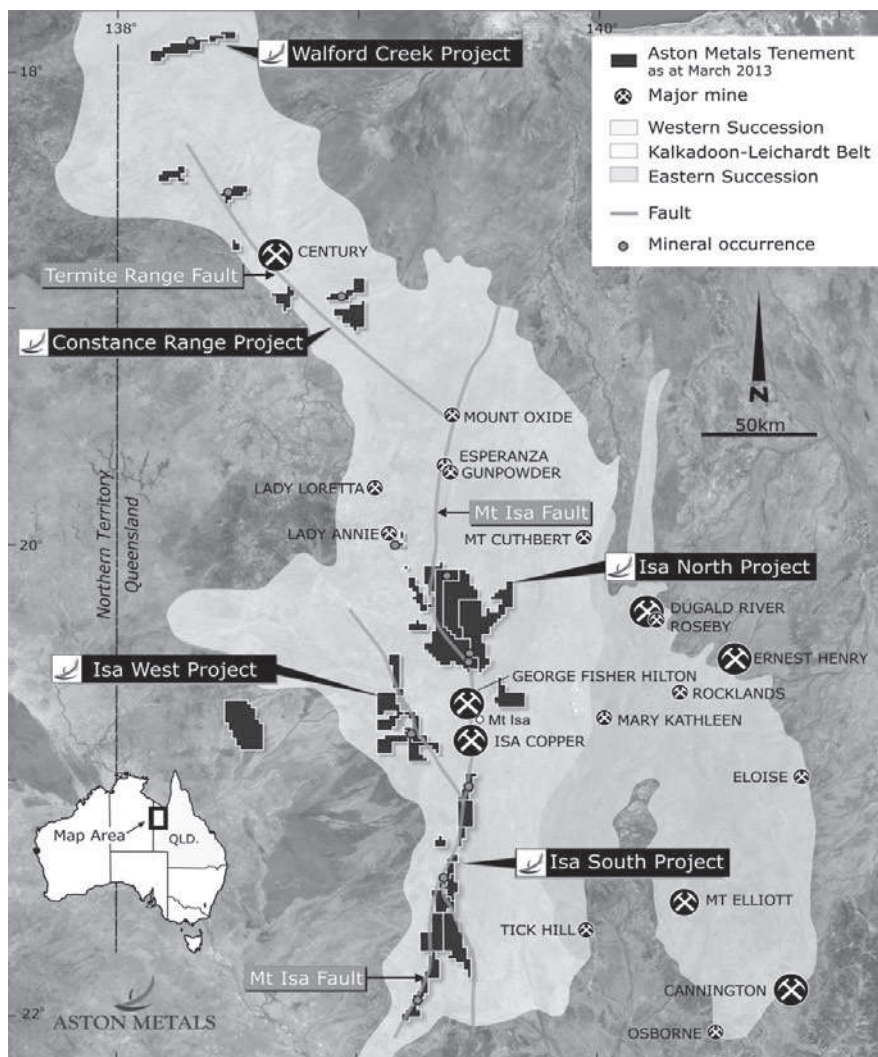 138°
140°
18°
Walford Creek Project
Aston Metals Tenement
as at March 2013
Major mine
Western Succession
Kalkadoon-Leichardt Belt
Eastern Succession
Fault
Mineral occurrence
CENTURY
Termite Range Fault
Constance Range Project
N
50km
MOUNT OXIDE
ESPERANZA
GUNPOWDER
LADY LORETTA
Mt Isa Fault
LADY ANNIE
MT CUTHBERT
20°
Northern Territory
Queensland
Isa North Project
DUGALD RIVER
ROSEBY
ERNEST HENRY
Isa West Project
GEORGE FISHER HILTON
ROCKLANDS
Mt Isa
MARY KATHLEEN
ISA COPPER
ELOISE
Map Area
QLD.
Isa South Project
MT ELLIOTT
TICK HILL
Mt Isa Fault
CANNINGTON
22°
ASTON METALS
OSBORNE